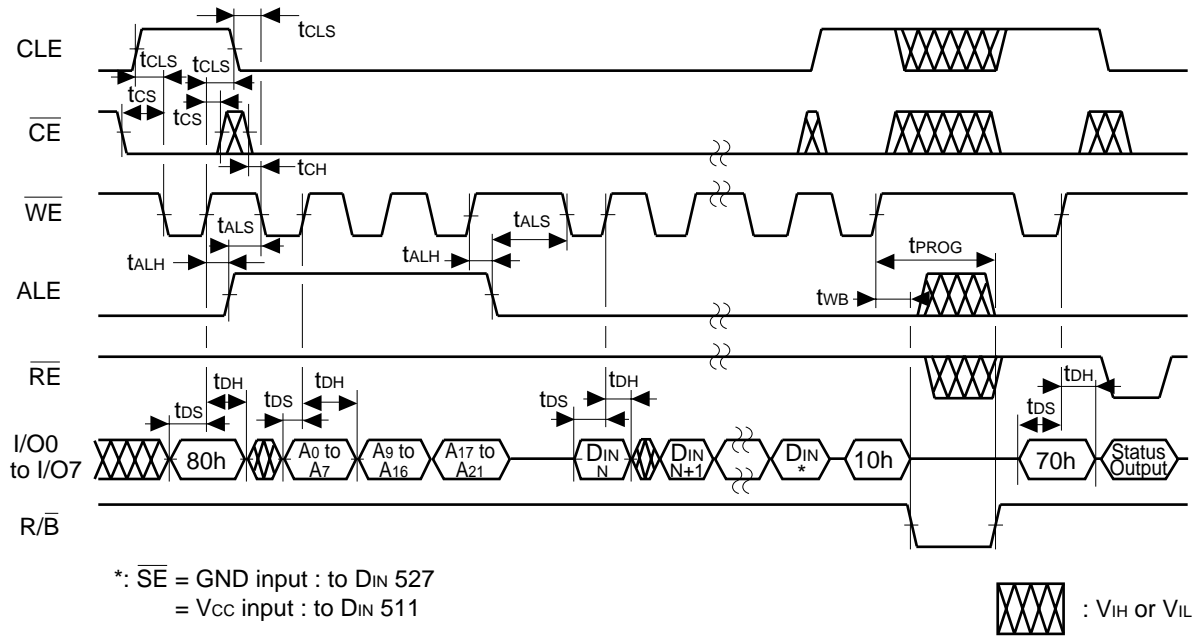 tCLS
CLE
tCLS tCLS
tCS
tCS
CE
tCH
WE
tALS tALS
tALH tALH tPROG
ALE
tWB
RE
tDH tDH tDH tDH
tDS tDS tDS tDS
I/O0
to I/O7
80h
A0 to
A7
A9 to
A16
A17 to
A21
DIN
N
DIN
N+1
DIN
*
10h
70h
Status
Output
R/B
*: SE = GND input : to DIN 527
= VCC input : to DIN 511
: VIH or VIL